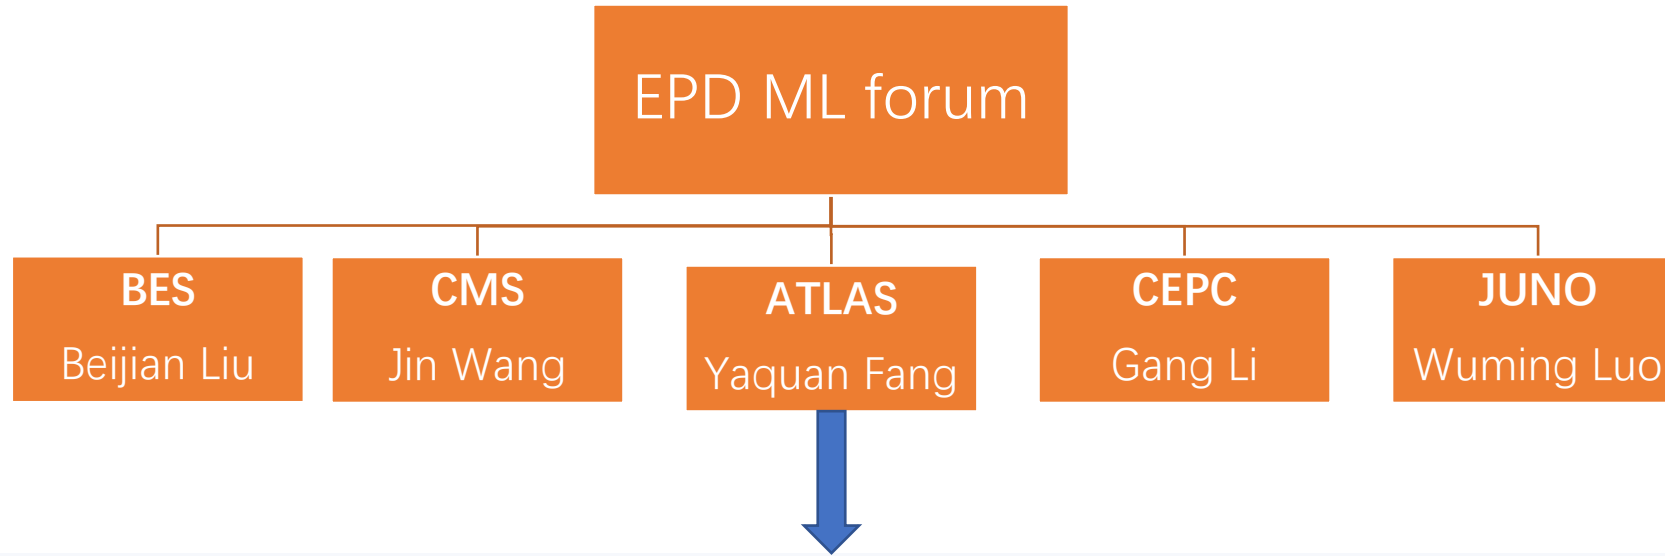 EPD ML forum
BES
Beijian Liu
CMS
Jin Wang
ATLAS
Yaquan Fang
CEPC
Gang Li
JUNO
Wuming Luo